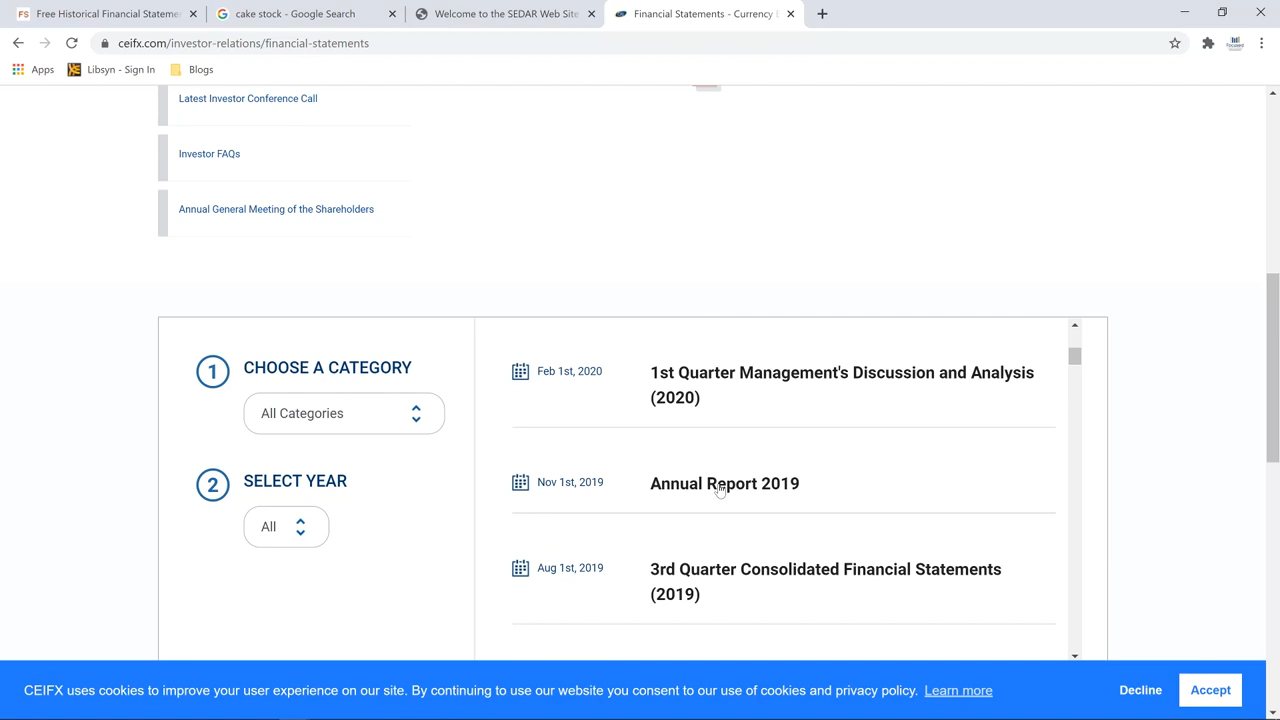 FS Free Historical Financial Stateme
cake stock - Google Search
Welcome to the SEDAR Web Site
Financial Statements - Currency E
ceifx.com/investor-relations/financial-statements
Apps
Libsyn - Sign In
Blogs
Latest Investor Conference Call
Investor FAQs
Annual General Meeting of the Shareholders
1 CHOOSE A CATEGORY
All Categories
2 SELECT YEAR
All
Feb 1st, 2020
1st Quarter Management's Discussion and Analysis
(2020)
Nov 1st, 2019
Annual Report 2019
Aug 1st, 2019
3rd Quarter Consolidated Financial Statements
(2019)
CEIFX uses cookies to improve your user experience on our site. By continuing to use our website you consent to our use of cookies and privacy policy. Learn more
Decline
Accept